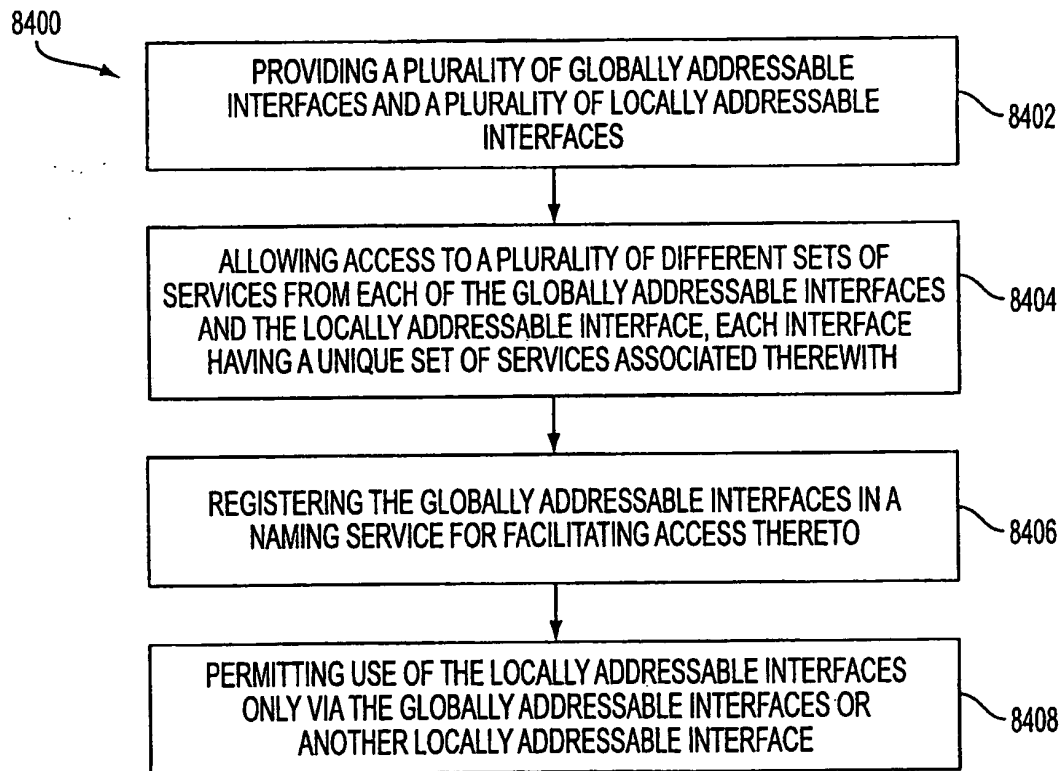 8400
PROVIDING A PLURALITY OF GLOBALLY ADDRESSABLE
INTERFACES AND A PLURALITY OF LOCALLY ADDRESSABLE
INTERFACES
8402
ALLOWING ACCESS TO A PLURALITY OF DIFFERENT SETS OF
SERVICES FROM EACH OF THE GLOBALLY ADDRESSABLE INTERFACES
AND THE LOCALLY ADDRESSABLE INTERFACE, EACH INTERFACE
HAVING A UNIQUE SET OF SERVICES ASSOCIATED THEREWITH
8404
REGISTERING THE GLOBALLY ADDRESSABLE INTERFACES IN A
NAMING SERVICE FOR FACILITATING ACCESS THERETO
8406
PERMITTING USE OF THE LOCALLY ADDRESSABLE INTERFACES
ONLY VIA THE GLOBALLY ADDRESSABLE INTERFACES OR
ANOTHER LOCALLY ADDRESSABLE INTERFACE
8408